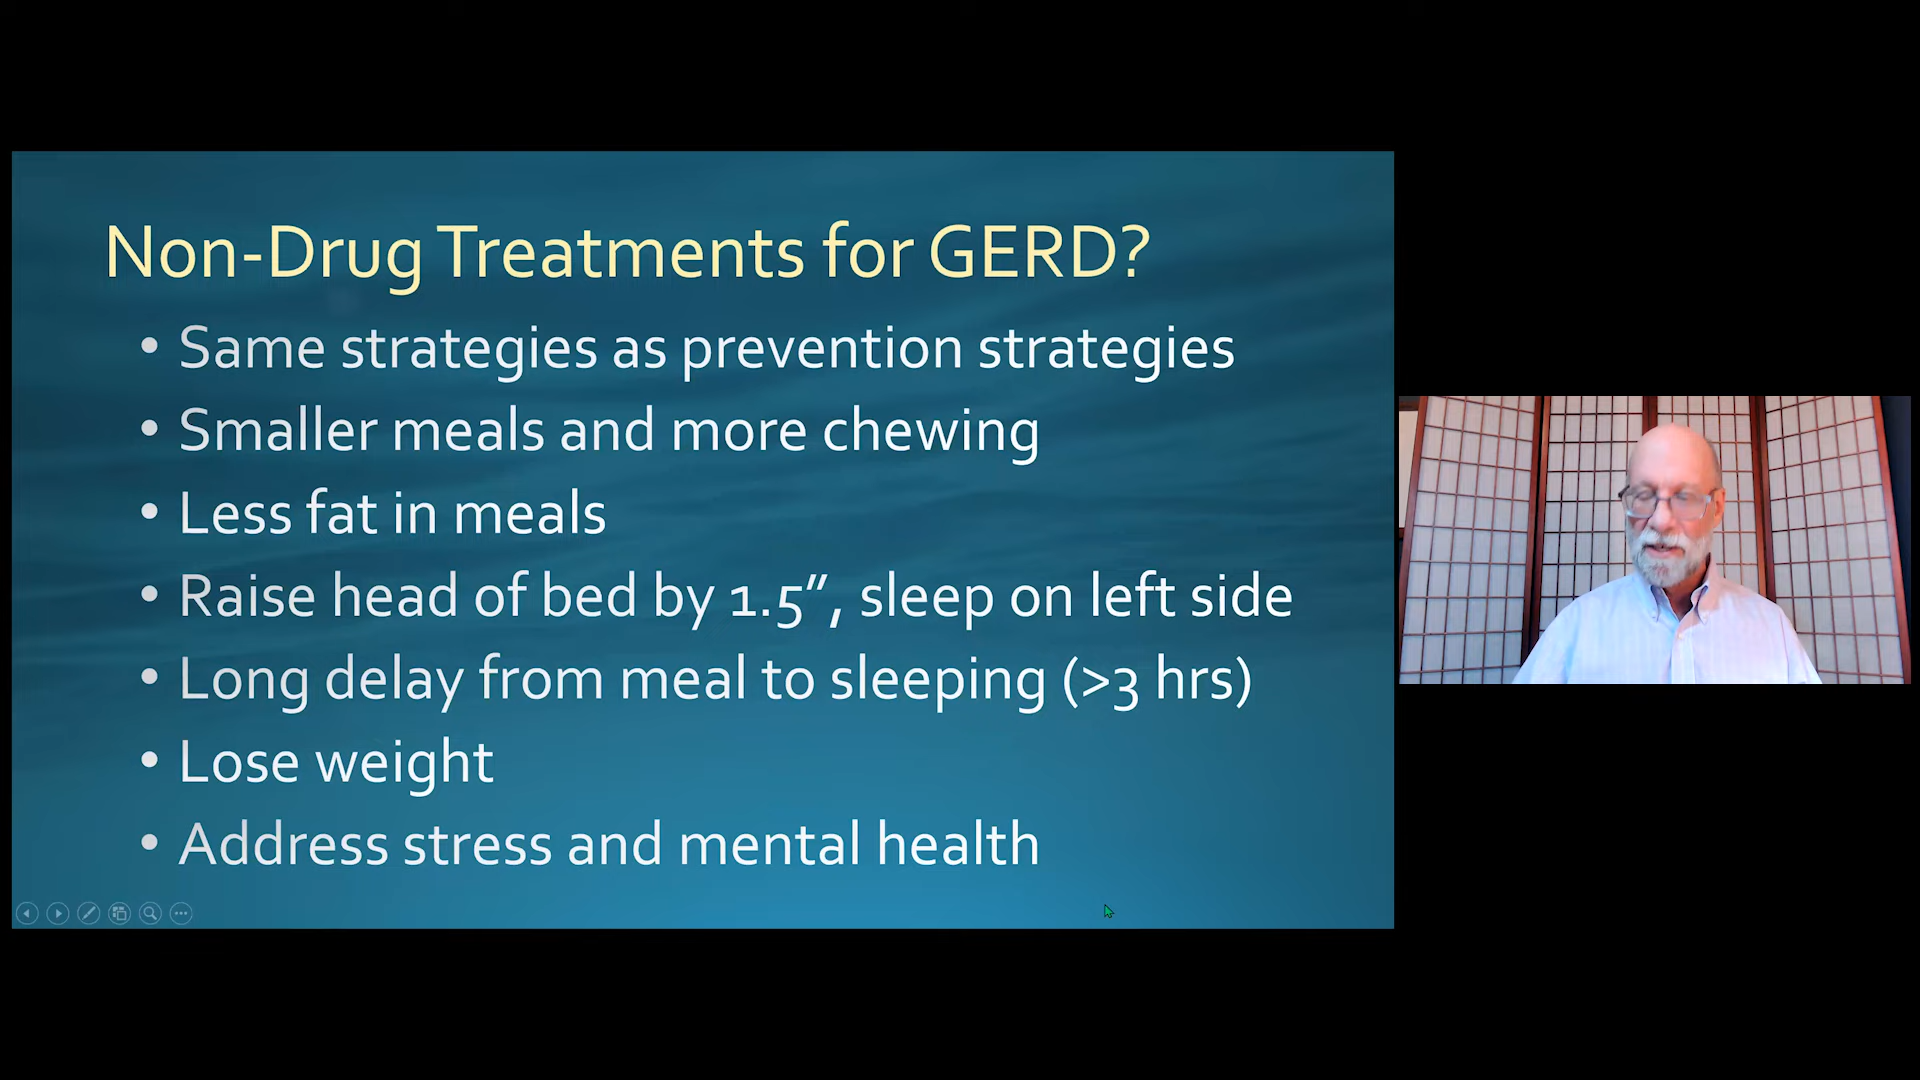 Non-Drug Treatments for GERD?
• Same strategies as prevention strategies
• Smaller meals and more chewing
• Less fat in meals
• Raise head of bed by 1.5”, sleep on left side
• Long delay from meal to sleeping (>3 hrs)
• Lose weight
• Address stress and mental health